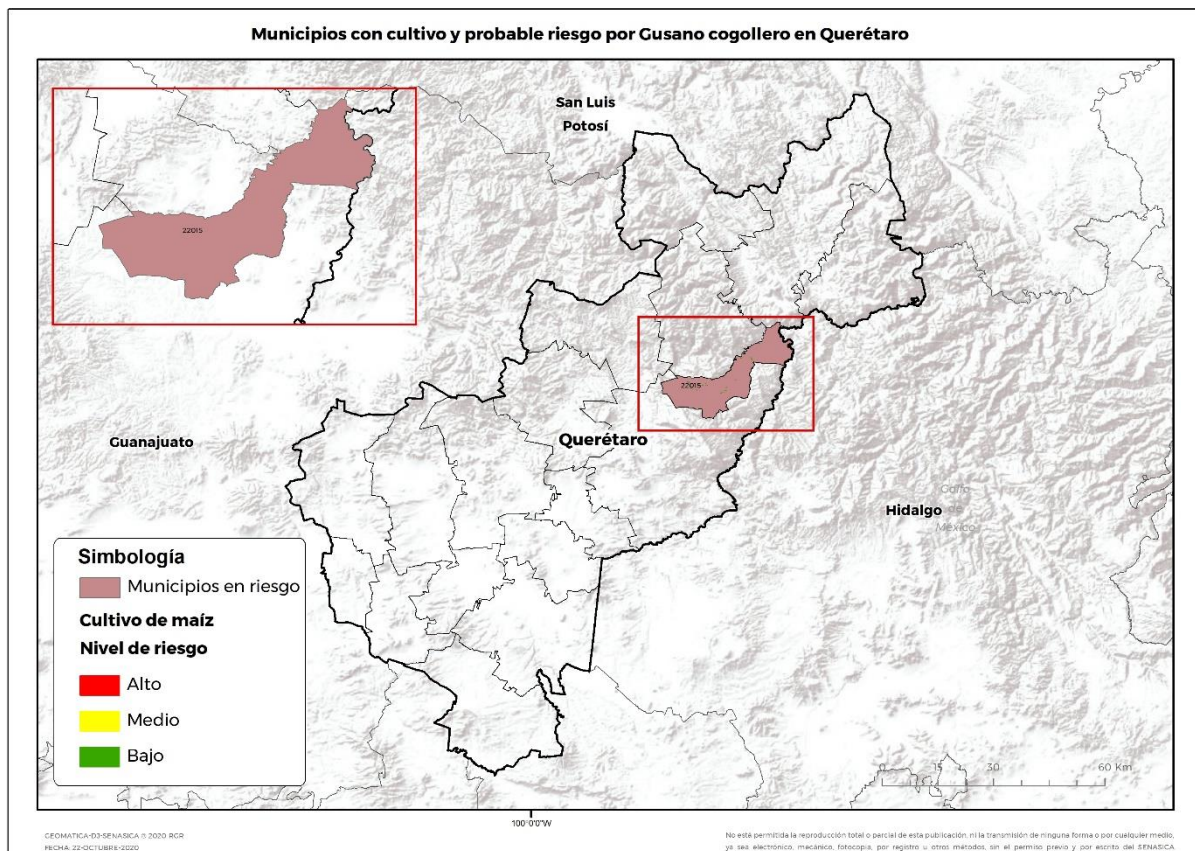 Municipios con cultivo y probable riesgo por Gusano cogollero en Querétaro
San Luis
Potosí
22015
22015
Guanajuato
Querétaro
Hidalgo
Golfo
de
México
Simbología
Municipios en riesgo
Cultivo de maíz
Nivel de riesgo
Alto
Medio
Bajo
0 15 30 60 Km
100°0'0"W
GEOMATICA-DJ-SENASICA © 2020 RGR
FECHA: 22-OCTUBRE-2020
No está permitida la reproducción total o parcial de esta publicación, ni la transmisión de ninguna forma o por cualquier medio,
ya sea electrónico, mecánico, fotocopia, por registro u otros métodos, sin el permiso previo y por escrito del SENASICA